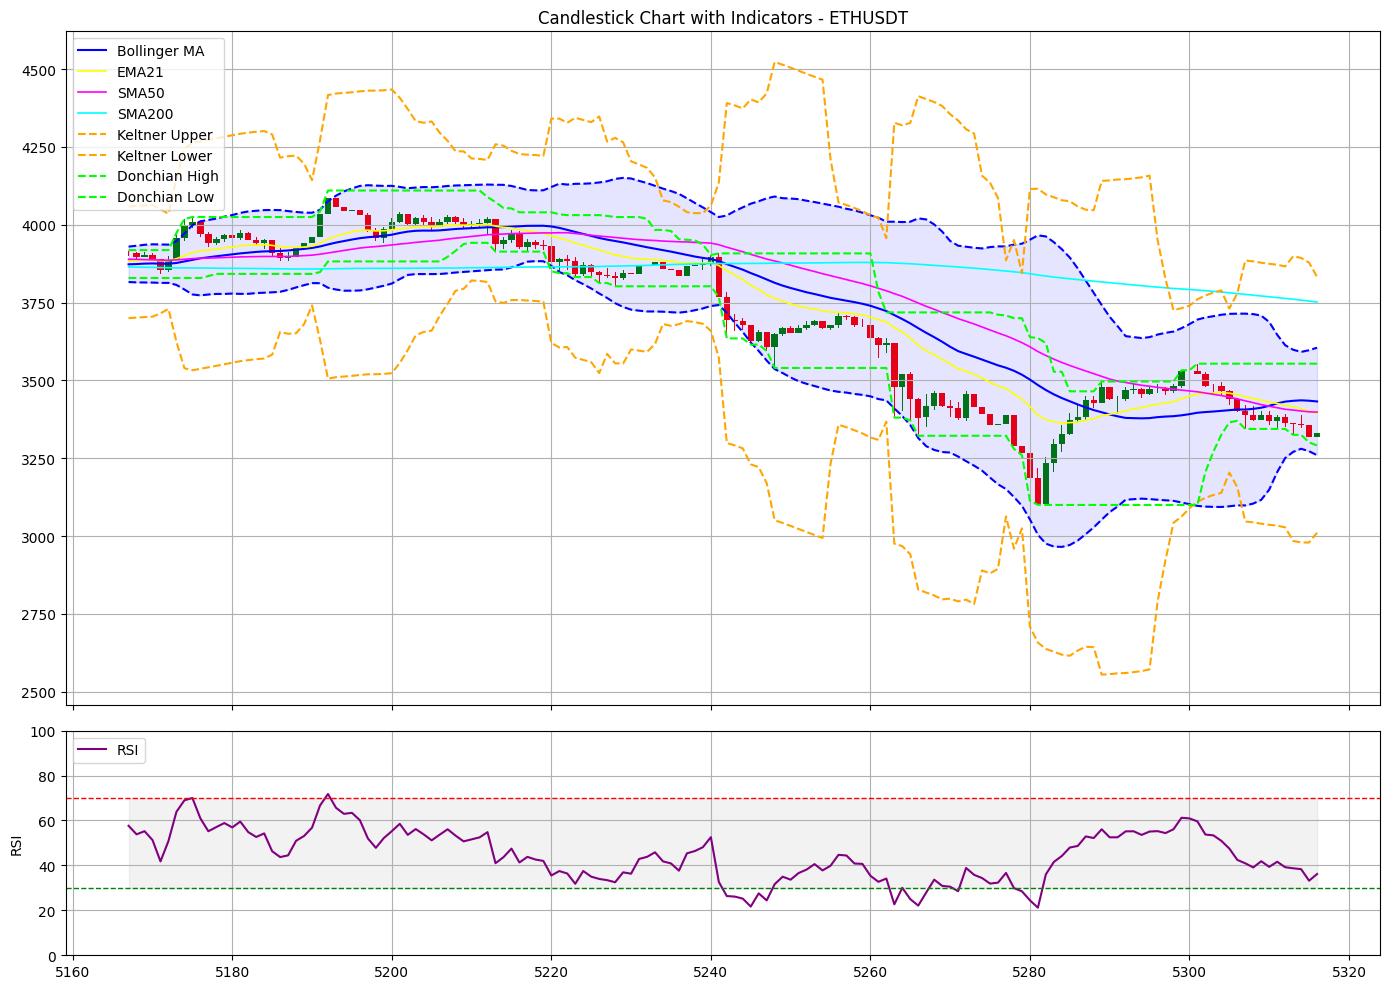 Candlestick Chart with Indicators - ETHUSDT
Bollinger MA
EMA21
SMA50
SMA200
Keltner Upper
Keltner Lower
Donchian High
Donchian Low
4500
4250
4000
3750
3500
3250
3000
2750
2500
RSI
100
80
60
40
20
0
RSI
5160 5180 5200 5220 5240 5260 5280 5300 5320